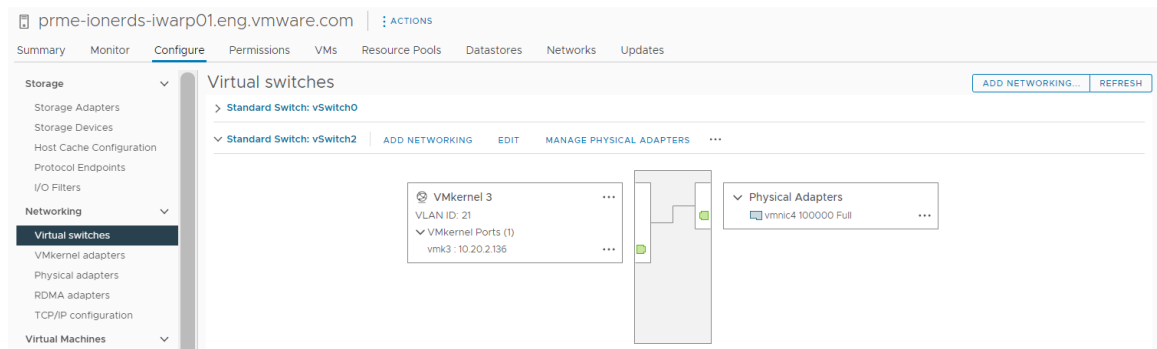 prme-ionerds-iwarp01.eng.vmware.com ACTIONS
Summary Monitor Configure Permissions VMs Resource Pools Datastores Networks Updates
Storage
Storage Adapters
Storage Devices
Host Cache Configuration
Protocol Endpoints
I/O Filters
Networking
Virtual switches
VMkernel adapters
Physical adapters
RDMA adapters
TCP/IP configuration
Virtual Machines
Virtual switches
ADD NETWORKING... REFRESH
Standard Switch: vSwitch0
Standard Switch: vSwitch2 ADD NETWORKING EDIT MANAGE PHYSICAL ADAPTERS ...
VMkernel 3 ...
VLAN ID: 21
VMkernel Ports (1)
vmk3 : 10.20.2.136 ...
Physical Adapters
vmnic4 100000 Full ...